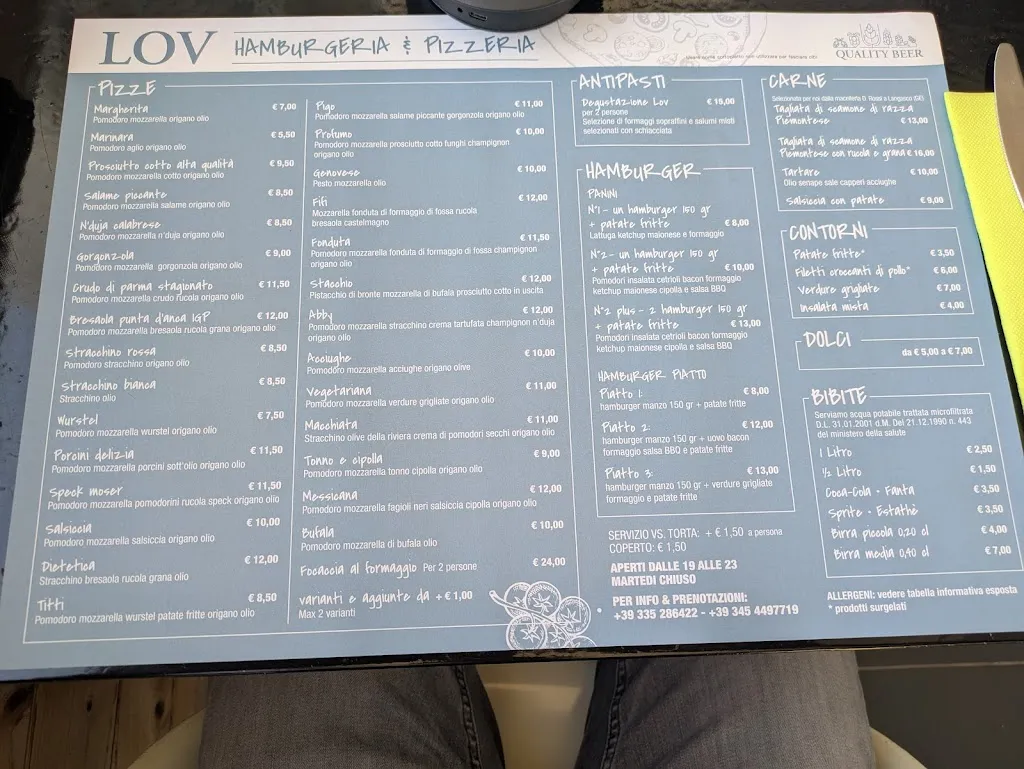 LOV HAMBURGERIA & PIZZERIA
QUALITY BEER
PIZZE
Margherita € 7,00
Pomodoro mozzarella origano olio
Marinara € 5,50
Pomodoro aglio origano olio
Prosciutto cotto alta qualità € 9,50
Pomodoro mozzarella cotto origano olio
Salame piccante € 8,50
Pomodoro mozzarella salame origano olio
N'duja calabrese € 8,50
Pomodoro mozzarella n'duja origano olio
Gorgonzola € 9,00
Pomodoro mozzarella gorgonzola origano olio
Crudo di parma stagionato € 11,50
Pomodoro mozzarella crudo rucola origano olio
Bresaola punta d'anca IGP € 12,00
Pomodoro mozzarella bresaola rucola grana origano olio
Stracchino rossa € 8,50
Pomodoro stracchino origano olio
Stracchino bianca € 8,50
Stracchino olio
Wurstel € 7,50
Pomodoro mozzarella wurstel origano olio
Porcini delizia € 11,50
Pomodoro mozzarella porcini sott'olio origano olio
Speck moser € 11,50
Pomodoro mozzarella pomodorini rucola speck origano olio
Salsiccia € 10,00
Pomodoro mozzarella salsiccia origano olio
Dietetica € 12,00
Stracchino bresaola rucola grana olio
Titti € 8,50
Pomodoro mozzarella wurstel patate fritte origano olio
Pigo € 11,00
Pomodoro mozzarella salame piccante gorgonzola origano olio
Profumo € 10,00
Pomodoro mozzarella prosciutto cotto funghi champignon
origano olio
Genovese € 10,00
Pesto mozzarella olio
Fifi € 12,00
Mozzarella fonduta di formaggio di fossa rucola
bresaola castelmagno
Fonduta € 11,50
Pomodoro mozzarella fonduta di formaggio di fossa champignon
origano olio
Stacchio € 12,00
Pistacchio di bronte mozzarella di bufala prosciutto cotto in uscita
Abby € 12,00
Pomodoro mozzarella stracchino crema tartufata champignon n'duja
origano olio
Acciughe € 10,00
Pomodoro mozzarella acciughe origano olive
Vegetariana € 11,00
Pomodoro mozzarella verdure grigliate origano olio
Macchiata € 11,00
Stracchino olive della riviera crema di pomodori secchi origano olio
Tonno e cipolla € 9,00
Pomodoro mozzarella tonno cipolla origano olio
Messicana € 12,00
Pomodoro mozzarella fagioli neri salsiccia cipolla origano olio
Bufala € 10,00
Pomodoro mozzarella di bufala olio
Focaccia al formaggio Per 2 persone € 24,00
varianti e aggiunte da + € 1,00
Max 2 varianti
ANTIPASTI
Degustazione Lov € 16,00
per 2 persone
Selezione di formaggi sopraffini e salumi misti
selezionati con schiacciata
HAMBURGER
PANINI
N°1 - un hamburger 150 gr
+ patate fritte € 8,00
Lattuga ketchup maionese e formaggio
N°2 - un hamburger 150 gr
+ patate fritte € 10,00
Pomodori insalata cetrioli bacon formaggio
ketchup maionese cipolla e salsa BBQ
N°2 plus - 2 hamburger 150 gr
+ patate fritte € 13,00
Pomodori insalata cetrioli bacon formaggio
ketchup maionese cipolla e salsa BBQ
HAMBURGER PIATTO
Piatto 1: € 8,00
hamburger manzo 150 gr + patate fritte
Piatto 2: € 12,00
hamburger manzo 150 gr + uovo bacon
formaggio salsa BBQ e patate fritte
Piatto 3: € 13,00
hamburger manzo 150 gr + verdure grigliate
formaggio e patate fritte
SERVIZIO VS. TORTA: + € 1,50 a persona
COPERTO: € 1,50
APERTI DALLE 19 ALLE 23
MARTEDI CHIUSO
PER INFO & PRENOTAZIONI:
+39 335 286422 - +39 345 4497719
CARNE
Selezionata per noi dalla macelleria G. Rossi a Langasco (GE)
Tagliata di scamone di razza
Piemontese € 13,00
Tagliata di scamone di razza
Piemontese con rucola e grana € 16,00
Tartare € 10,00
Olio senape sale capperi acciughe
Salsiccia con patate € 9,00
CONTORNI
Patate fritte* € 3,50
Filetti croccanti di pollo* € 6,00
Verdure grigliate € 7,00
Insalata mista € 4,00
DOLCI
da € 5,00 a € 7,00
BIBITE
Serviamo acqua potabile trattata microfiltrata
D.L. 31.01.2001 d.M. Del 21.12.1990 n. 443
del ministero della salute
1 Litro € 2,50
½ Litro € 1,50
Coca-Cola - Fanta € 3,50
Sprite - Estathè € 3,50
Birra piccola 0,20 cl € 4,00
Birra media 0,40 cl € 7,00
ALLERGENI: vedere tabella informativa esposta
* prodotti surgelati